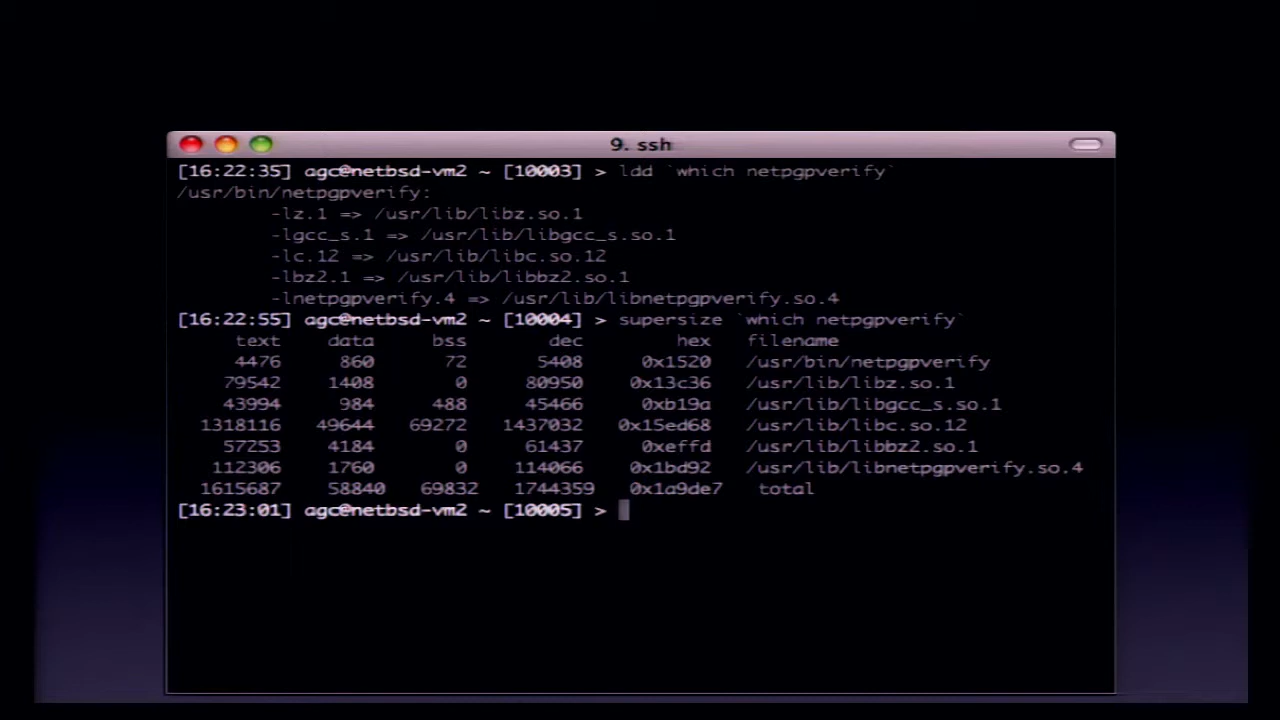 9. ssh
[16:22:35] agc@netbsd-vm2 ~ [10003] > ldd `which netpgpverify`
/usr/bin/netpgpverify:
-lz.1 => /usr/lib/libz.so.1
-lgcc_s.1 => /usr/lib/libgcc_s.so.1
-lc.12 => /usr/lib/libc.so.12
-lbz2.1 => /usr/lib/libbz2.so.1
-lnetpgpverify.4 => /usr/lib/libnetpgpverify.so.4
[16:22:55] agc@netbsd-vm2 ~ [10004] > supersize `which netpgpverify`
text data bss dec hex filename
4476 860 72 5408 0x1520 /usr/bin/netpgpverify
79542 1408 0 80950 0x13c36 /usr/lib/libz.so.1
43994 984 488 45466 0xb19a /usr/lib/libgcc_s.so.1
1318116 49644 69272 1437032 0x15ed68 /usr/lib/libc.so.12
57253 4184 0 61437 0xeffd /usr/lib/libbz2.so.1
112306 1760 0 114066 0x1bd92 /usr/lib/libnetpgpverify.so.4
1615687 58840 69832 1744359 0x1a9de7 total
[16:23:01] agc@netbsd-vm2 ~ [10005] >